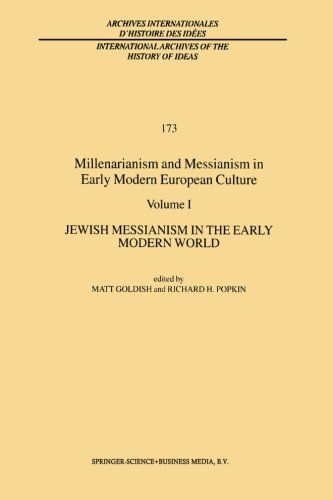 ARCHIVES INTERNATIONALES
D'HISTOIRE DES IDÉES
INTERNATIONAL ARCHIVES OF THE
HISTORY OF IDEAS
173
Millenarianism and Messianism in
Early Modern European Culture
Volume I
JEWISH MESSIANISM IN THE EARLY
MODERN WORLD
edited by
MATT GOLDISH and RICHARD H. POPKIN
SPRINGER-SCIENCE+BUSINESS MEDIA, B.V.